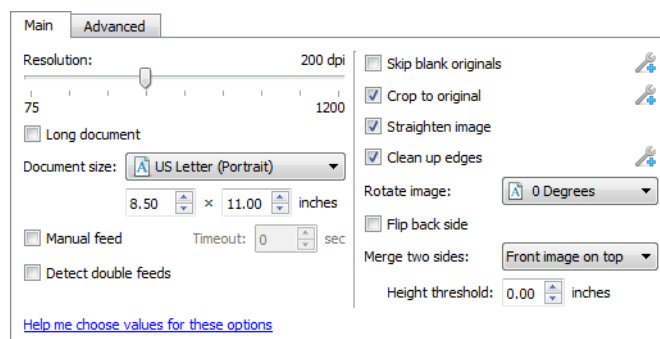 Main
Advanced
Resolution: 200 dpi
75 1200
Long document
Document size: US Letter (Portrait)
8.50 × 11.00 inches
Manual feed Timeout: 0 sec
Detect double feeds
Help me choose values for these options
Skip blank originals
Crop to original
Straighten image
Clean up edges
Rotate image: 0 Degrees
Flip back side
Merge two sides: Front image on top
Height threshold: 0.00 inches